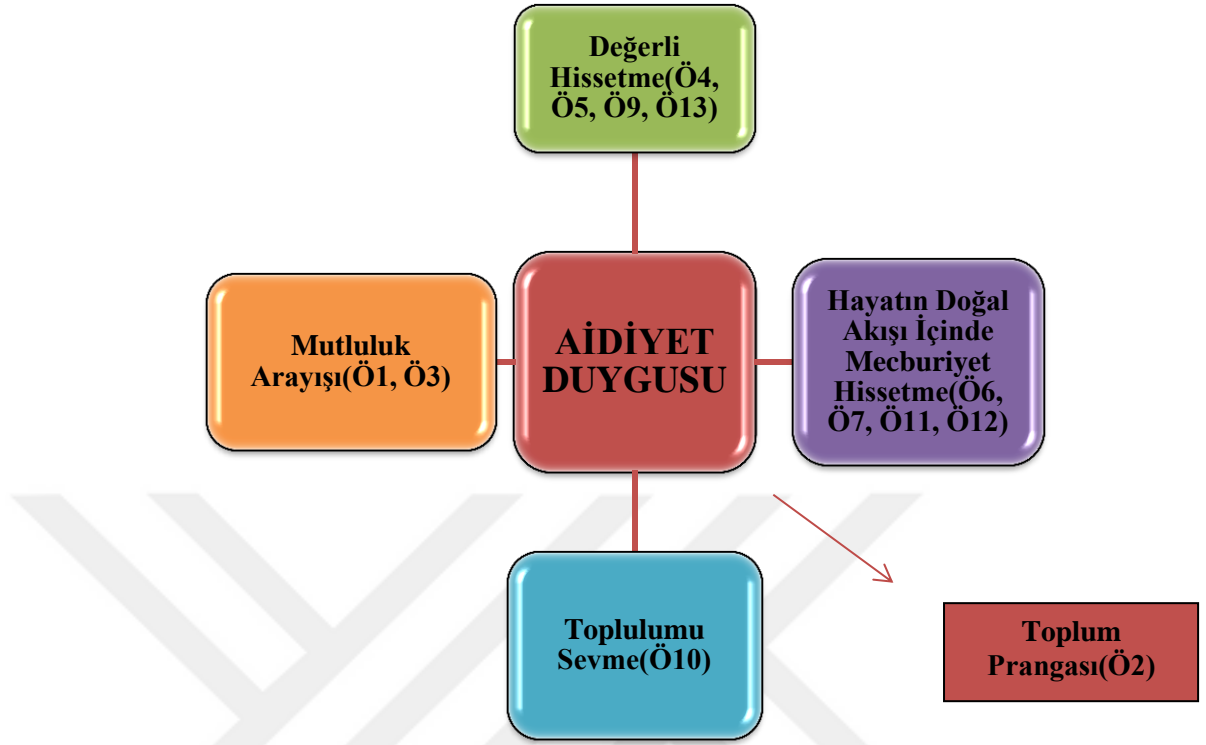 Değerli
Hissetme(Ö4,
Ö5, Ö9, Ö13)
Mutluluk
Arayışı(Ö1, Ö3)
AİDİYET
DUYGUSU
Hayatın Doğal
Akışı İçinde
Mecburiyet
Hissetme(Ö6,
Ö7, Ö11, Ö12)
Toplulumu
Sevme(Ö10)
Toplum
Prangası(Ö2)